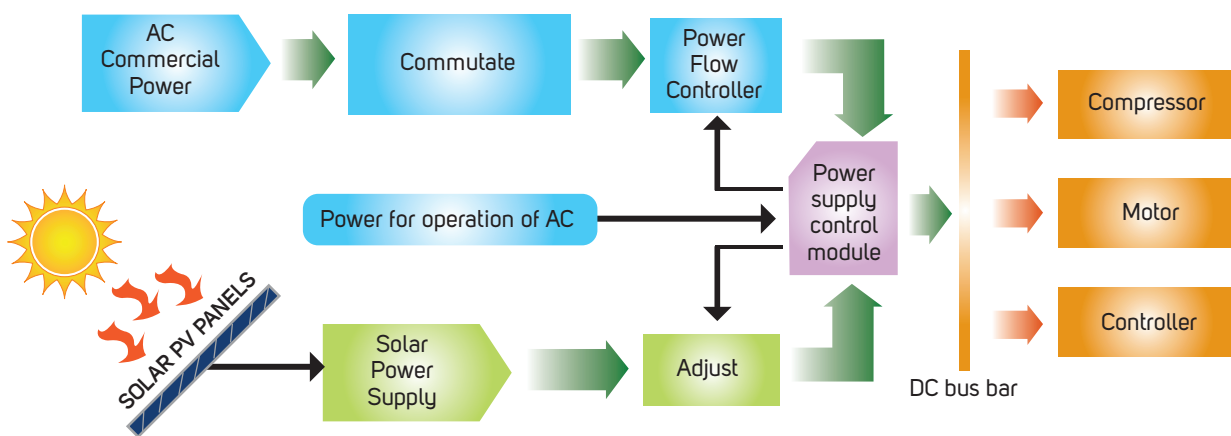 AC
Commercial
Power
Commutate
Power
Flow
Controller
Compressor
Power for operation of AC
Power
supply
control
module
Motor
SOLAR PV PANELS
Solar
Power
Supply
Adjust
Controller
DC bus bar